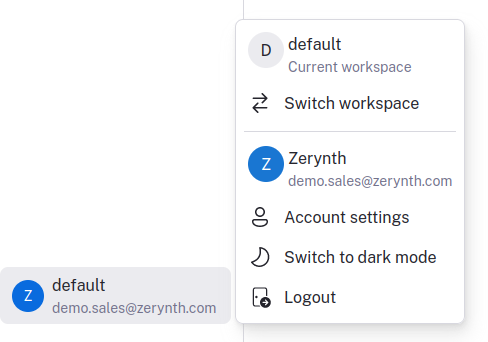 D
default
Current workspace
Switch workspace
Z
Zerynth
demo.sales@zerynth.com
Account settings
Switch to dark mode
Logout
Z
default
demo.sales@zerynth.com